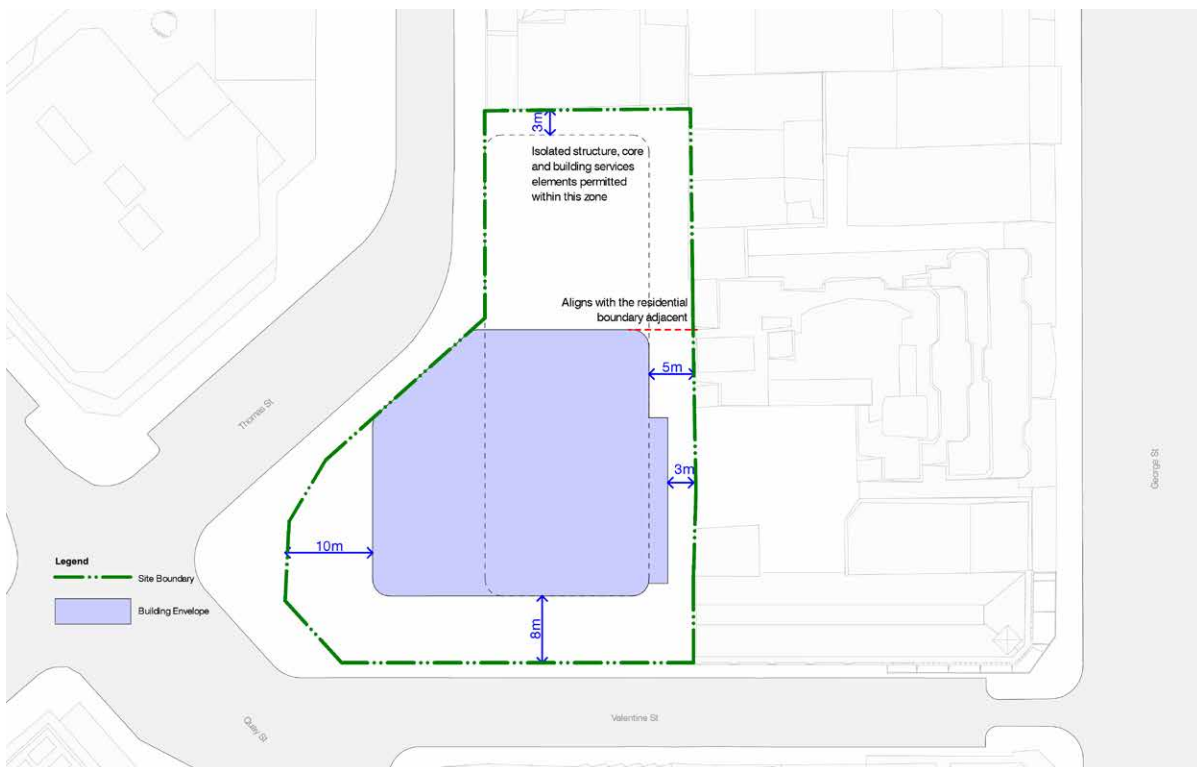 3m
Isolated structure, core
and building services
elements permitted
within this zone
Aligns with the residential
boundary adjacent
5m
Thomas St
George St
3m
10m
Legend
Site Boundary
Building Envelope
8m
Quay St
Valentine St